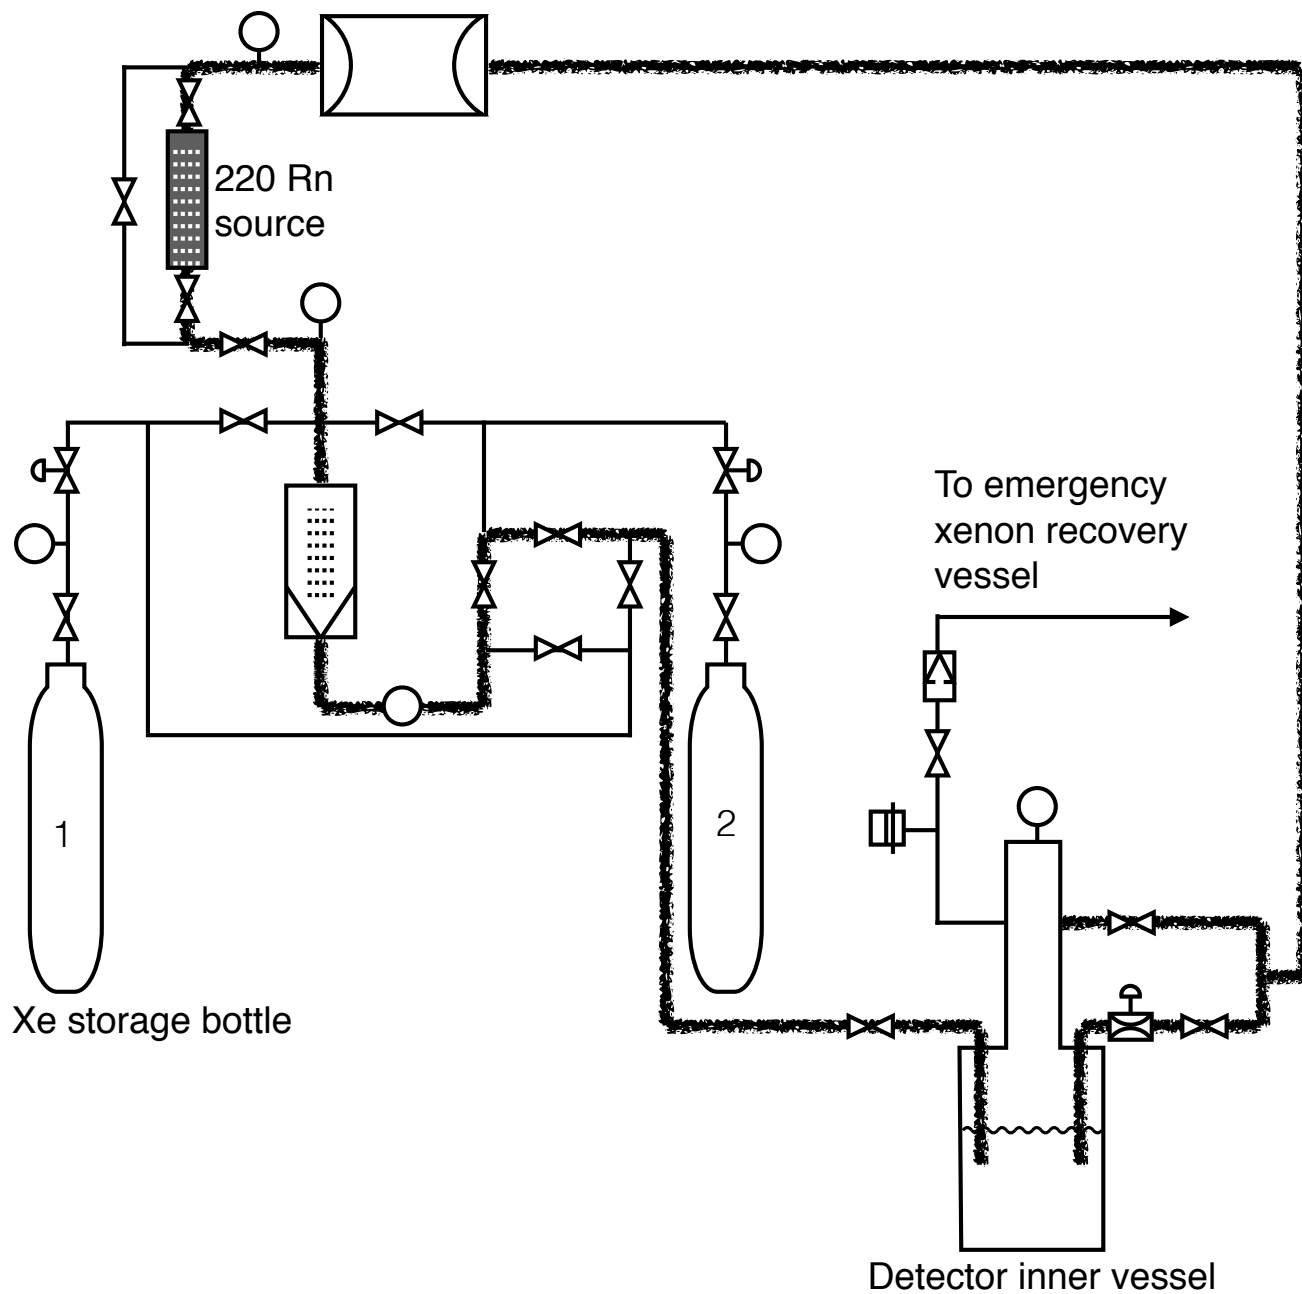 220 Rn
source
To emergency
xenon recovery
vessel
1
2
Xe storage bottle
Detector inner vessel